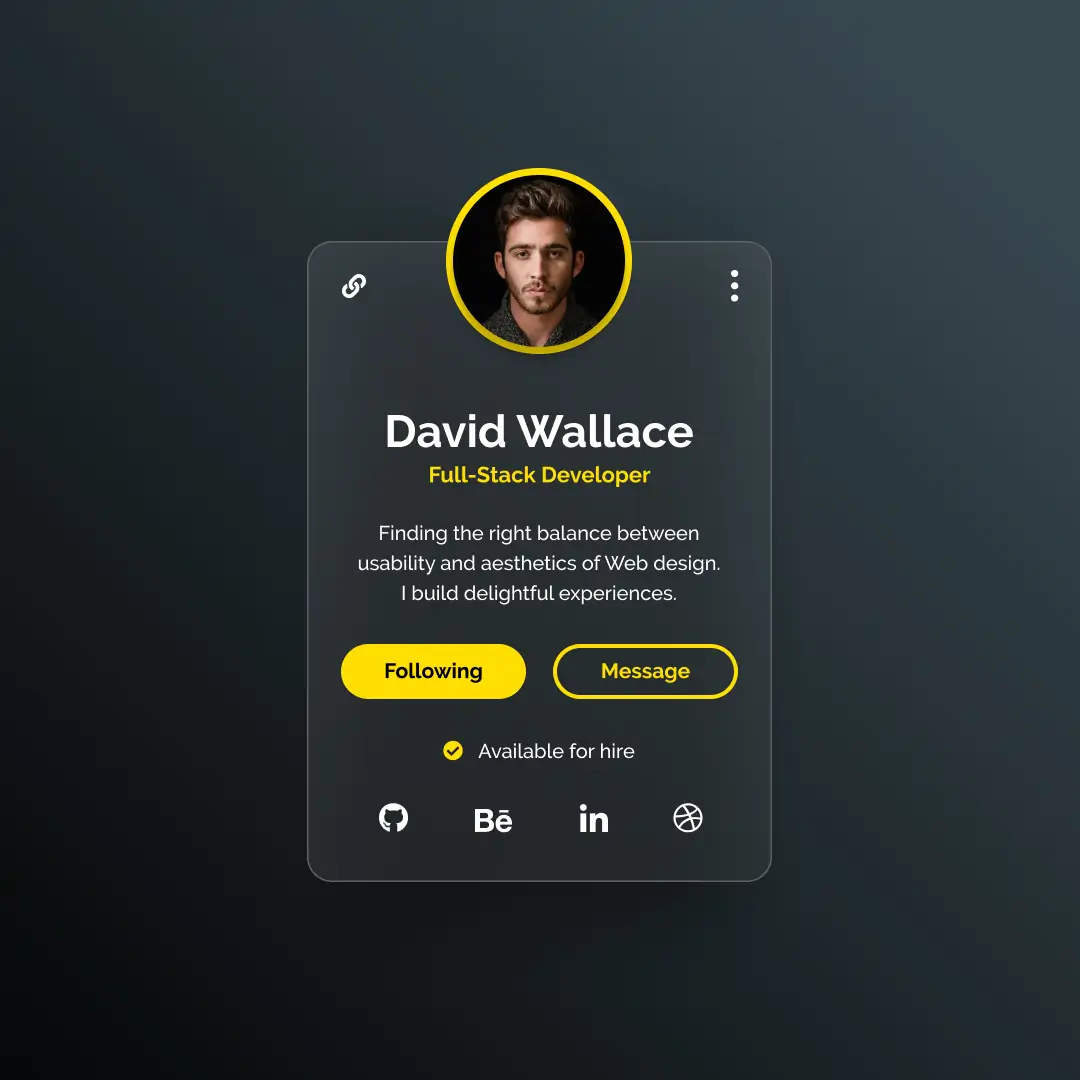 David Wallace
Full-Stack Developer
Finding the right balance between
usability and aesthetics of Web design.
I build delightful experiences.
Following
Message
Available for hire
Bē
in